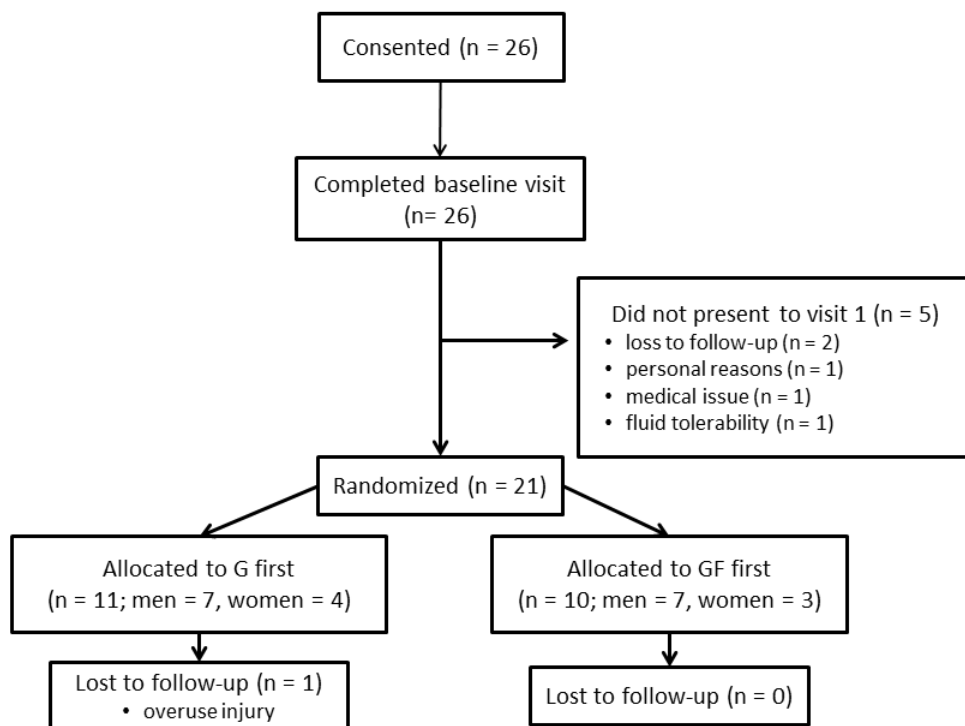 Consented (n = 26)
Completed baseline visit
(n= 26)
Did not present to visit 1 (n = 5)
• loss to follow-up (n = 2)
• personal reasons (n = 1)
• medical issue (n = 1)
• fluid tolerability (n = 1)
Randomized (n = 21)
Allocated to G first
(n = 11; men = 7, women = 4)
Allocated to GF first
(n = 10; men = 7, women = 3)
Lost to follow-up (n = 1)
• overuse injury
Lost to follow-up (n = 0)